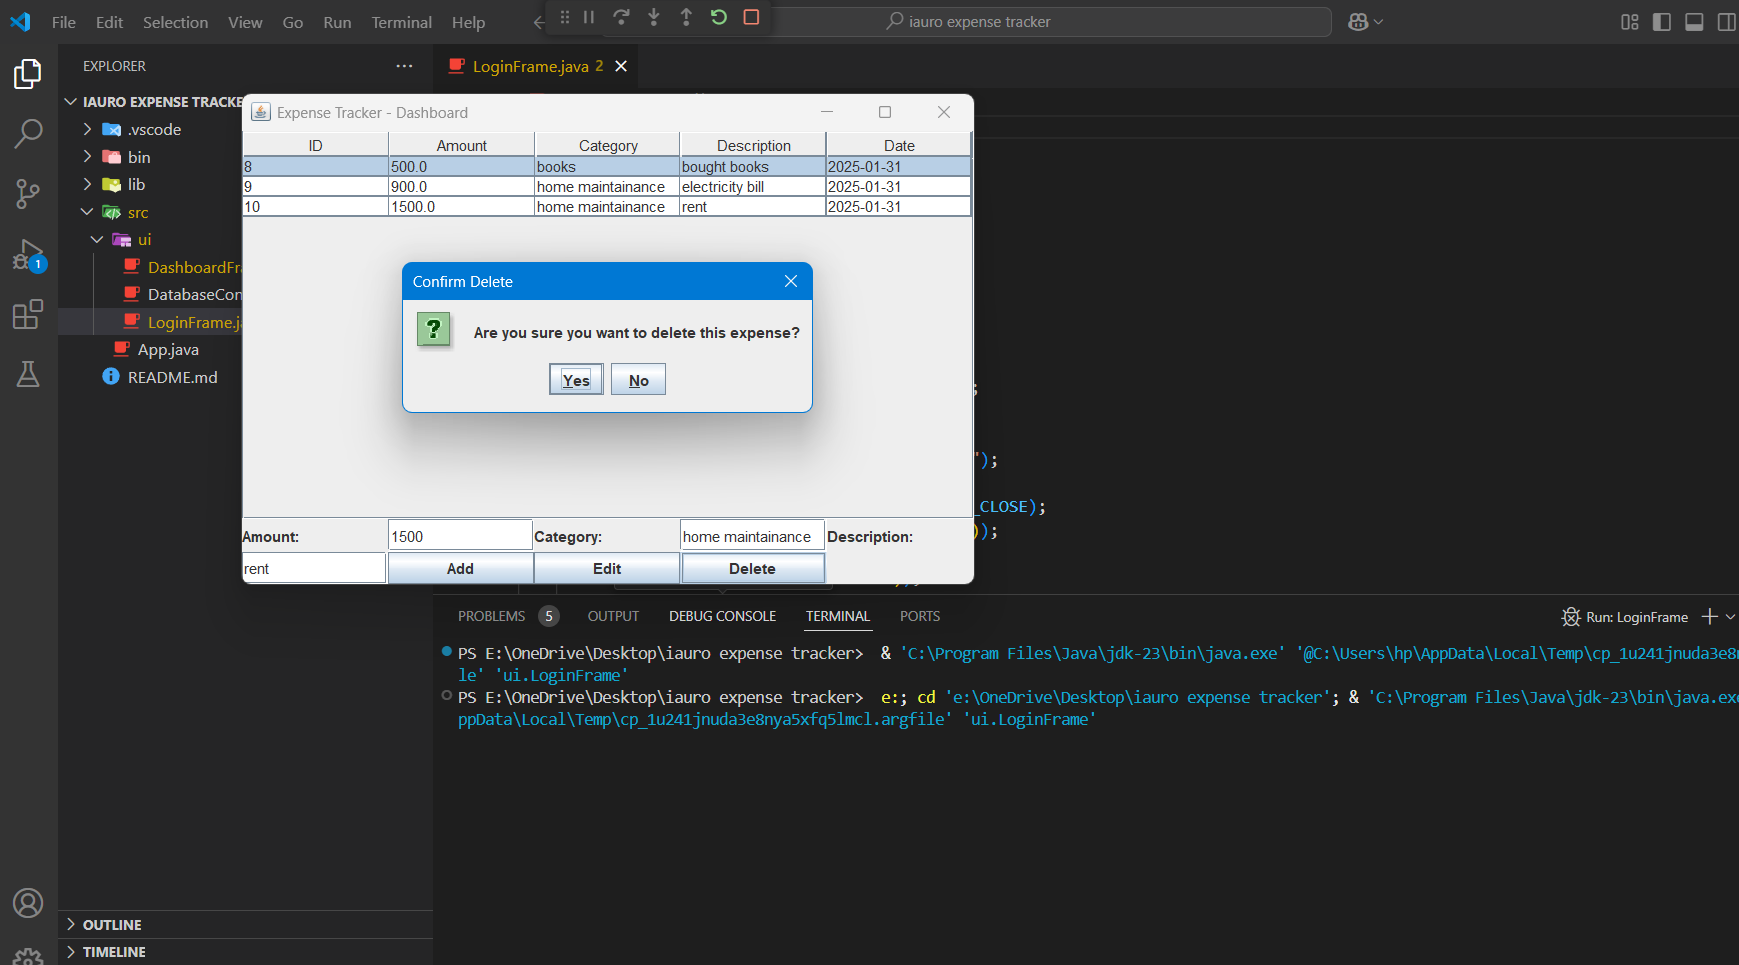 File Edit Selection View Go Run Terminal Help
iauro expense tracker
EXPLORER
LoginFrame.java 2
IAURO EXPENSE TRACKE
.vscode
bin
lib
src
ui
DashboardFr
DatabaseCon
LoginFrame.ja
App.java
README.md
1
OUTLINE
TIMELINE
Expense Tracker - Dashboard
ID Amount Category Description Date
8 500.0 books bought books 2025-01-31
9 900.0 home maintainance electricity bill 2025-01-31
10 1500.0 home maintainance rent 2025-01-31
Confirm Delete
?
Are you sure you want to delete this expense?
Yes No
Amount: 1500 Category: home maintainance Description:
rent Add Edit Delete
;
');
_CLOSE);
));
PROBLEMS 5 OUTPUT DEBUG CONSOLE TERMINAL PORTS
Run: LoginFrame
PS E:\OneDrive\Desktop\iauro expense tracker> & 'C:\Program Files\Java\jdk-23\bin\java.exe' '@C:\Users\hp\AppData\Local\Temp\cp_1u241jnuda3e8n
le' 'ui.LoginFrame'
PS E:\OneDrive\Desktop\iauro expense tracker> e:; cd 'e:\OneDrive\Desktop\iauro expense tracker'; & 'C:\Program Files\Java\jdk-23\bin\java.exe
ppData\Local\Temp\cp_1u241jnuda3e8nya5xfq5lmcl.argfile' 'ui.LoginFrame'